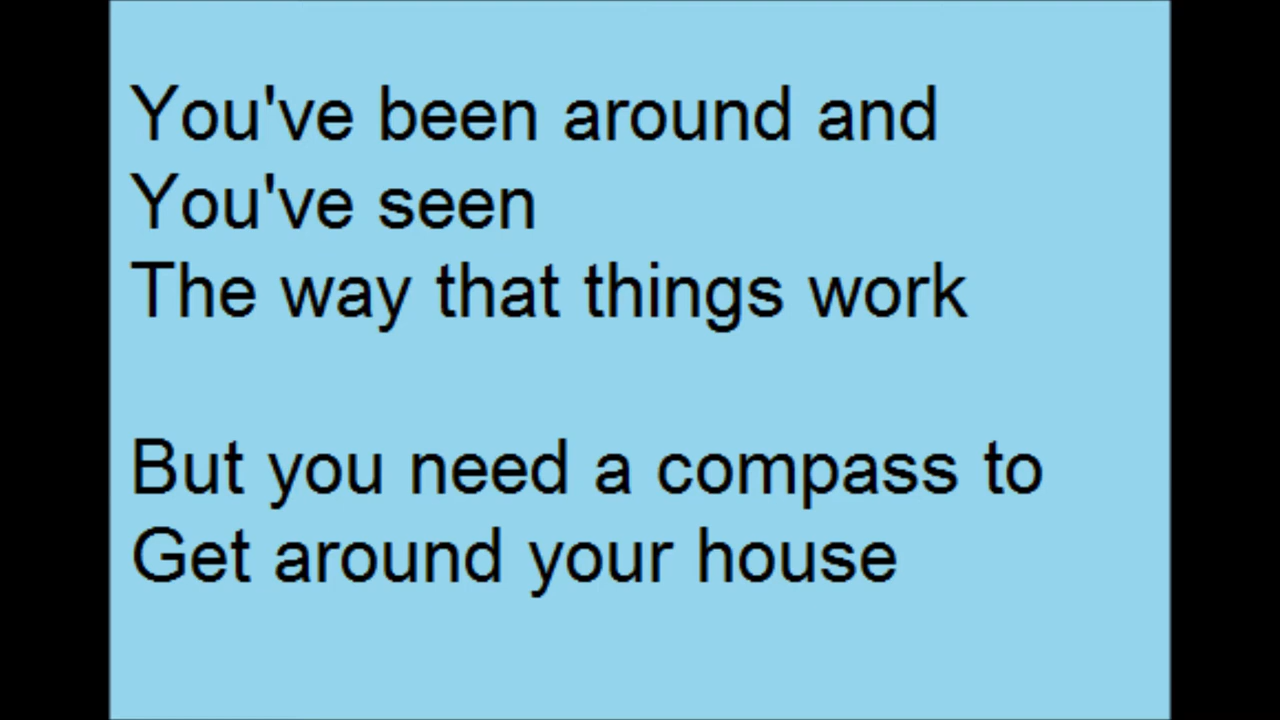 You've been around and
You've seen
The way that things work
But you need a compass to
Get around your house